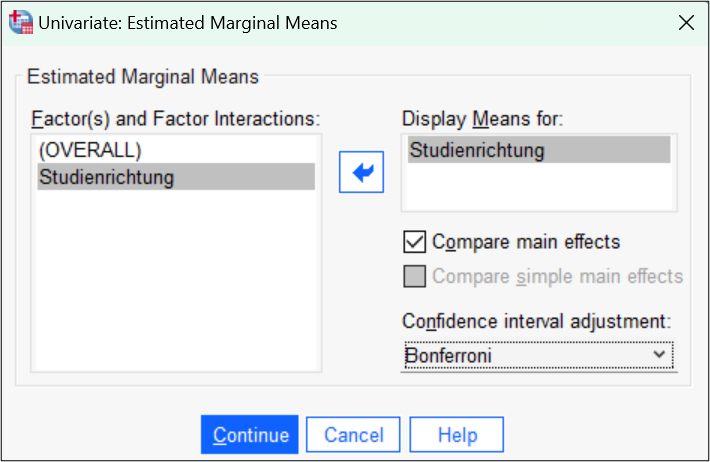 Univariate: Estimated Marginal Means
Estimated Marginal Means
Factor(s) and Factor Interactions:
(OVERALL)
Studienrichtung
Display Means for:
Studienrichtung
Compare main effects
Compare simple main effects
Confidence interval adjustment:
Bonferroni
Continue
Cancel
Help